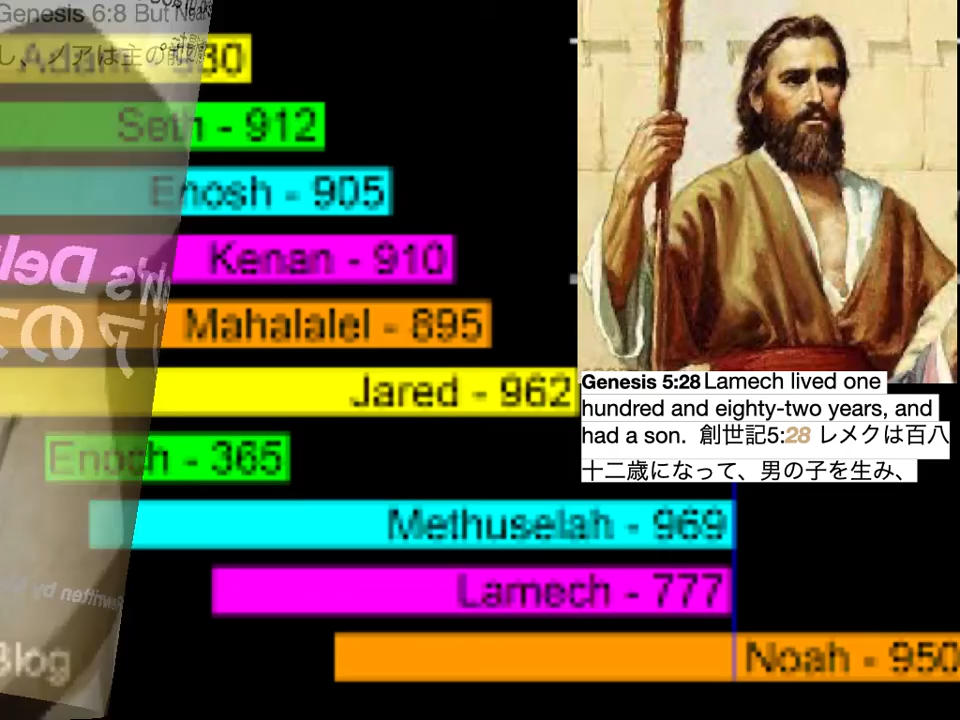 Genesis 6:8 But Noah
し、ノアは主の前に
Adam - 930
Seth - 912
Enosh - 905
Kenan - 910
Mahalalel - 895
Jared - 962
Enoch - 365
Methuselah - 969
Lamech - 777
Noah - 950
Genesis 5:28 Lamech lived one
hundred and eighty-two years, and
had a son. 創世記5:28 レメクは百八
十二歳になって、男の子を生み、
Blog